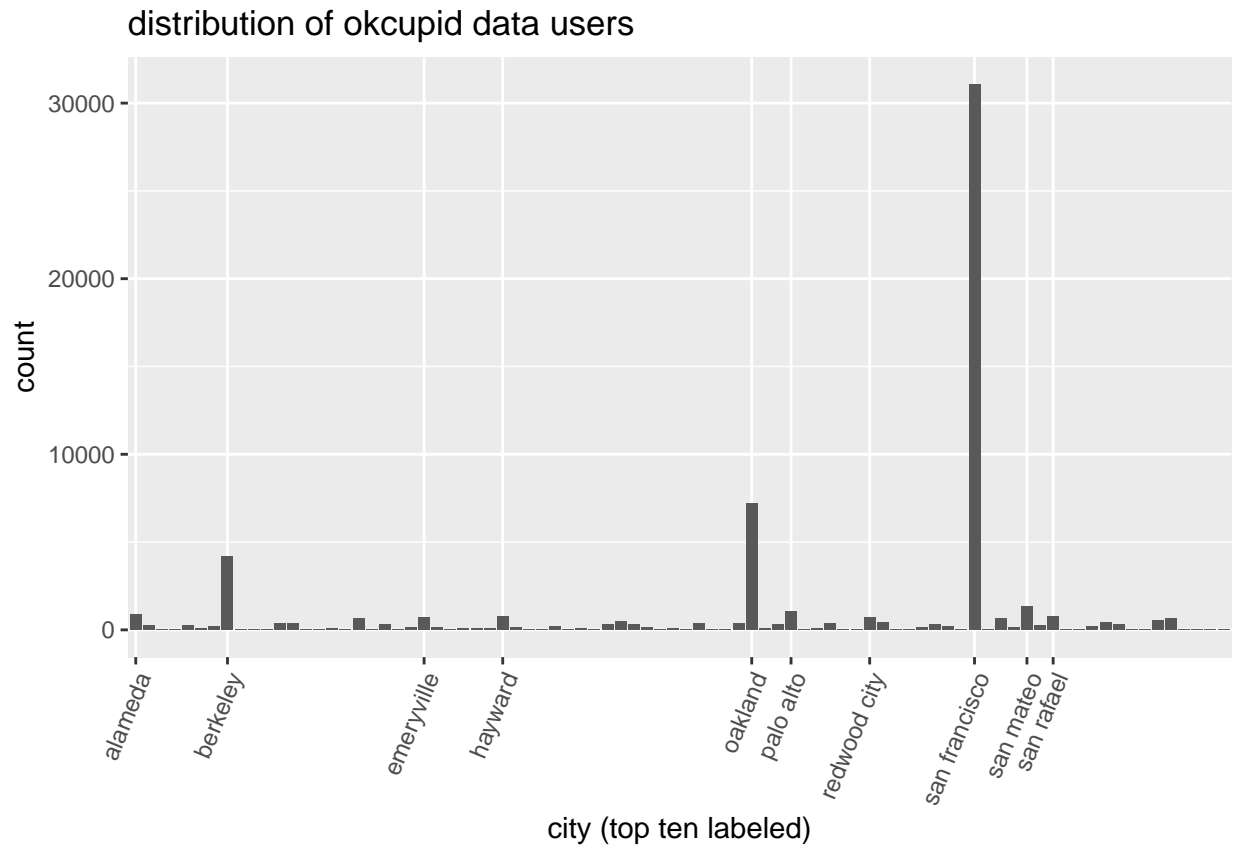 distribution of okcupid data users
30000
20000
10000
0
count
alameda
berkeley
emeryville
hayward
oakland
palo alto
redwood city
san francisco
san mateo
san rafael
city (top ten labeled)